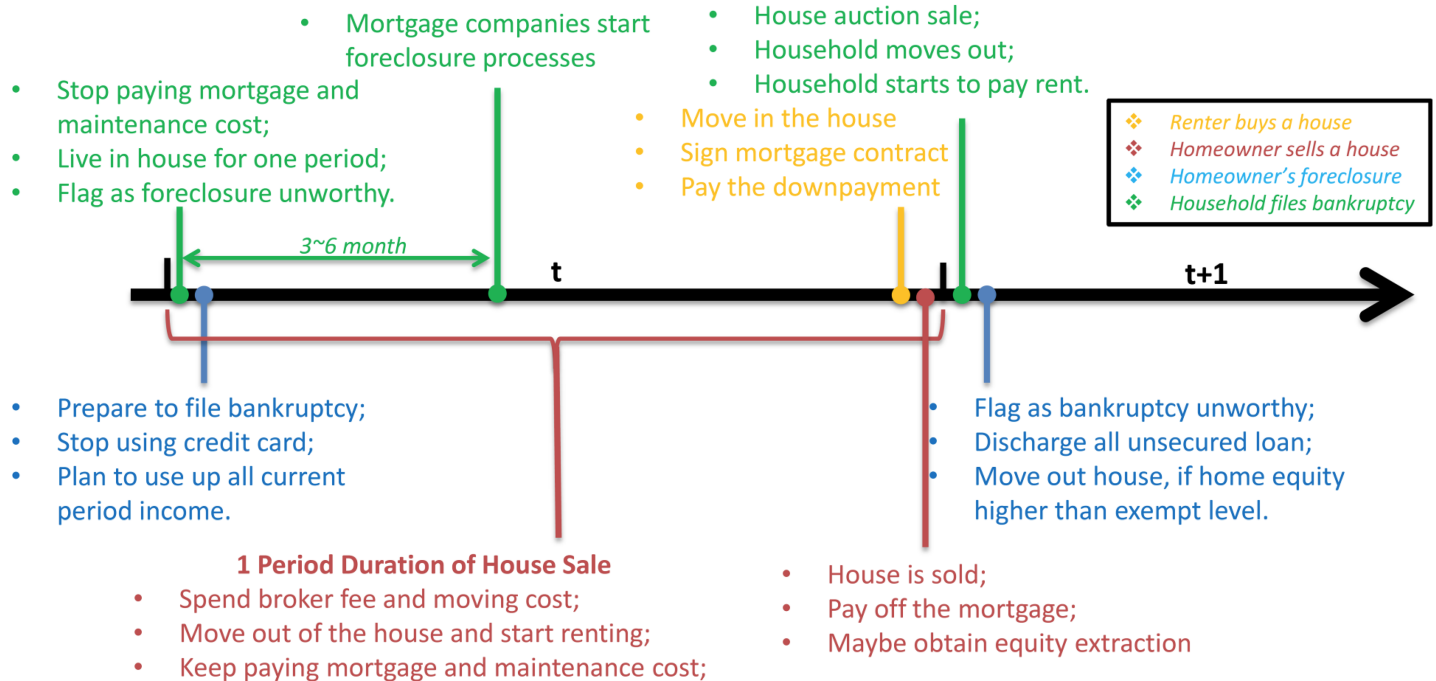 • Mortgage companies start
foreclosure processes
• House auction sale;
• Household moves out;
• Household starts to pay rent.
• Stop paying mortgage and
maintenance cost;
• Live in house for one period;
• Flag as foreclosure unworthy.
• Move in the house
• Sign mortgage contract
• Pay the downpayment
❖ Renter buys a house
❖ Homeowner sells a house
❖ Homeowner's foreclosure
❖ Household files bankruptcy
3~6 month
t
t+1
• Prepare to file bankruptcy;
• Stop using credit card;
• Plan to use up all current
period income.
• Flag as bankruptcy unworthy;
• Discharge all unsecured loan;
• Move out house, if home equity
higher than exempt level.
1 Period Duration of House Sale
• Spend broker fee and moving cost;
• Move out of the house and start renting;
• Keep paying mortgage and maintenance cost;
• House is sold;
• Pay off the mortgage;
• Maybe obtain equity extraction